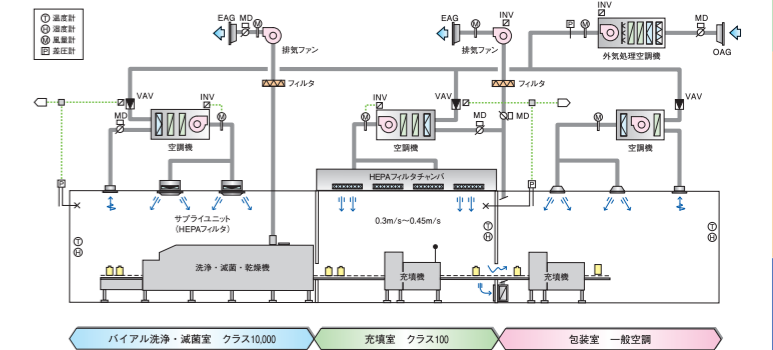 T 温度計
H 湿度計
M 風量計
P 差圧計
EAG MD M
排気ファン
フィルタ
EAG M INV
排気ファン
フィルタ
INV
P M MD
外気処理空調機
OAG
VAV INV
MD M
空調機
INV VAV
M MD MD
空調機
VAV
M
空調機
HEPAフィルタチャンバ
P
P
サプライユニット
(HEPAフィルタ)
0.3m/s〜0.45m/s
T
H
T
H
T
H
洗浄・滅菌・乾燥機
充填機
充填機
バイアル洗浄・滅菌室 クラス10,000
充填室 クラス100
包装室 一般空調